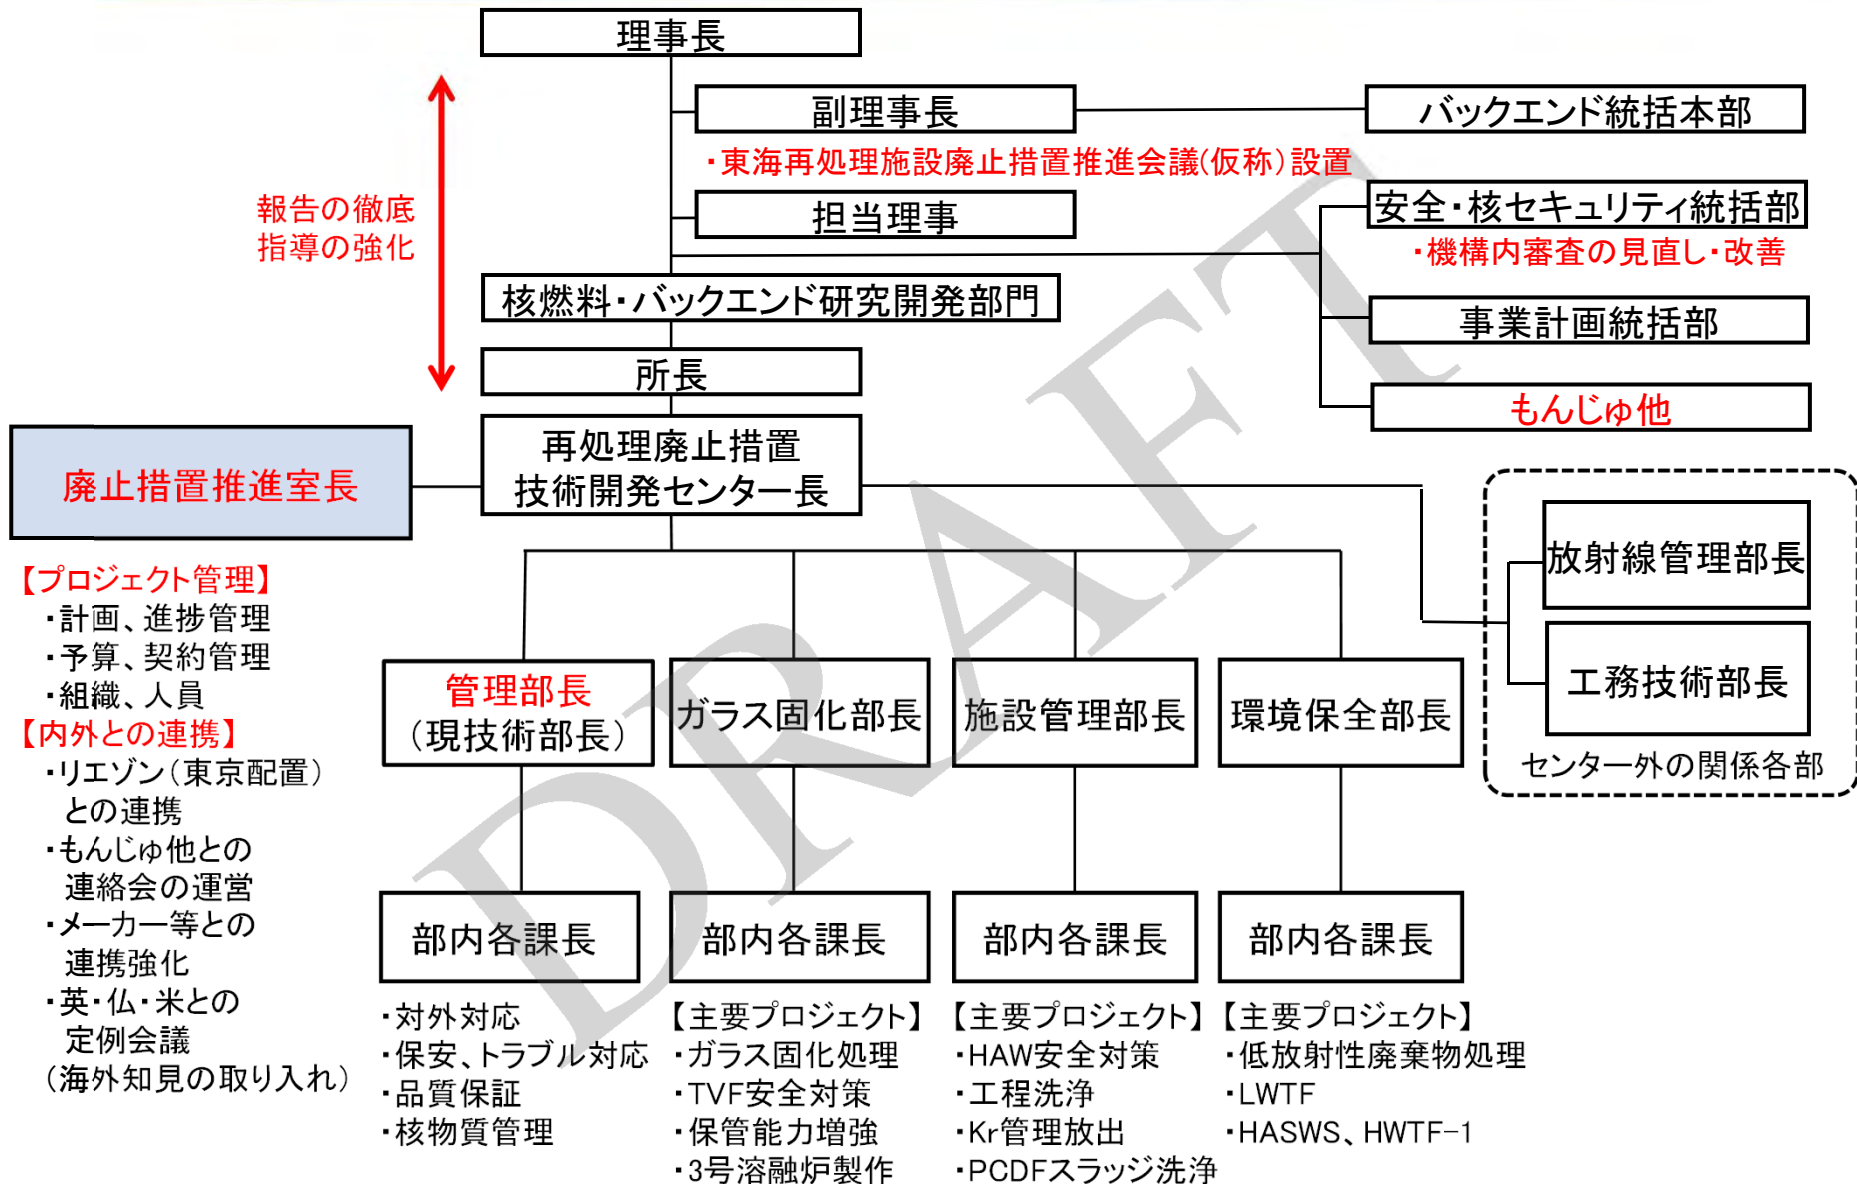 理事長
副理事長
バックエンド統括本部
・東海再処理施設廃止措置推進会議(仮称)設置
担当理事
安全・核セキュリティ統括部
・機構内審査の見直し・改善
報告の徹底
指導の強化
核燃料・バックエンド研究開発部門
事業計画統括部
所長
もんじゅ他
廃止措置推進室長
再処理廃止措置
技術開発センター長
【プロジェクト管理】
・計画、進捗管理
・予算、契約管理
・組織、人員
【内外との連携】
・リエゾン(東京配置)
との連携
・もんじゅ他との
連絡会の運営
・メーカー等との
連携強化
・英・仏・米との
定例会議
(海外知見の取り入れ)
放射線管理部長
工務技術部長
センター外の関係各部
管理部長
(現技術部長)
ガラス固化部長
施設管理部長
環境保全部長
部内各課長
部内各課長
部内各課長
部内各課長
・対外対応
・保安、トラブル対応
・品質保証
・核物質管理
【主要プロジェクト】
・ガラス固化処理
・TVF安全対策
・保管能力増強
・3号溶融炉製作
【主要プロジェクト】
・HAW安全対策
・工程洗浄
・Kr管理放出
・PCDFスラッジ洗浄
【主要プロジェクト】
・低放射性廃棄物処理
・LWTF
・HASWS、HWTF-1
DRAFT